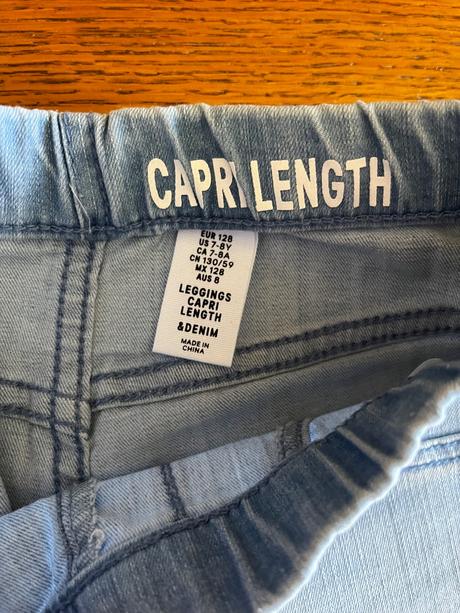 CAPRI LENGTH
EUR 128
US 7-8Y
CA 7-8A
CN 130/59
MX 128
AUS 8
LEGGINGS
CAPRI
LENGTH
&DENIM
MADE IN
CHINA